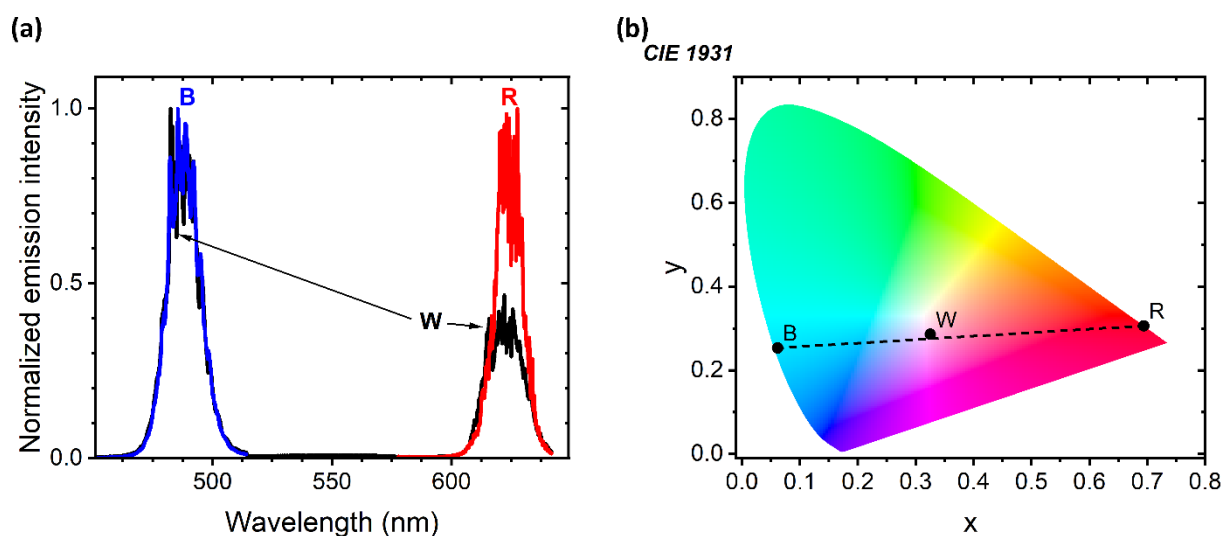 (a)
Normalized emission intensity
1.0
0.5
0.0
B
R
W
500
550
600
Wavelength (nm)
(b)
CIE 1931
y
0.8
0.6
0.4
0.2
0.0
B
W
R
0.0 0.1 0.2 0.3 0.4 0.5 0.6 0.7 0.8
x